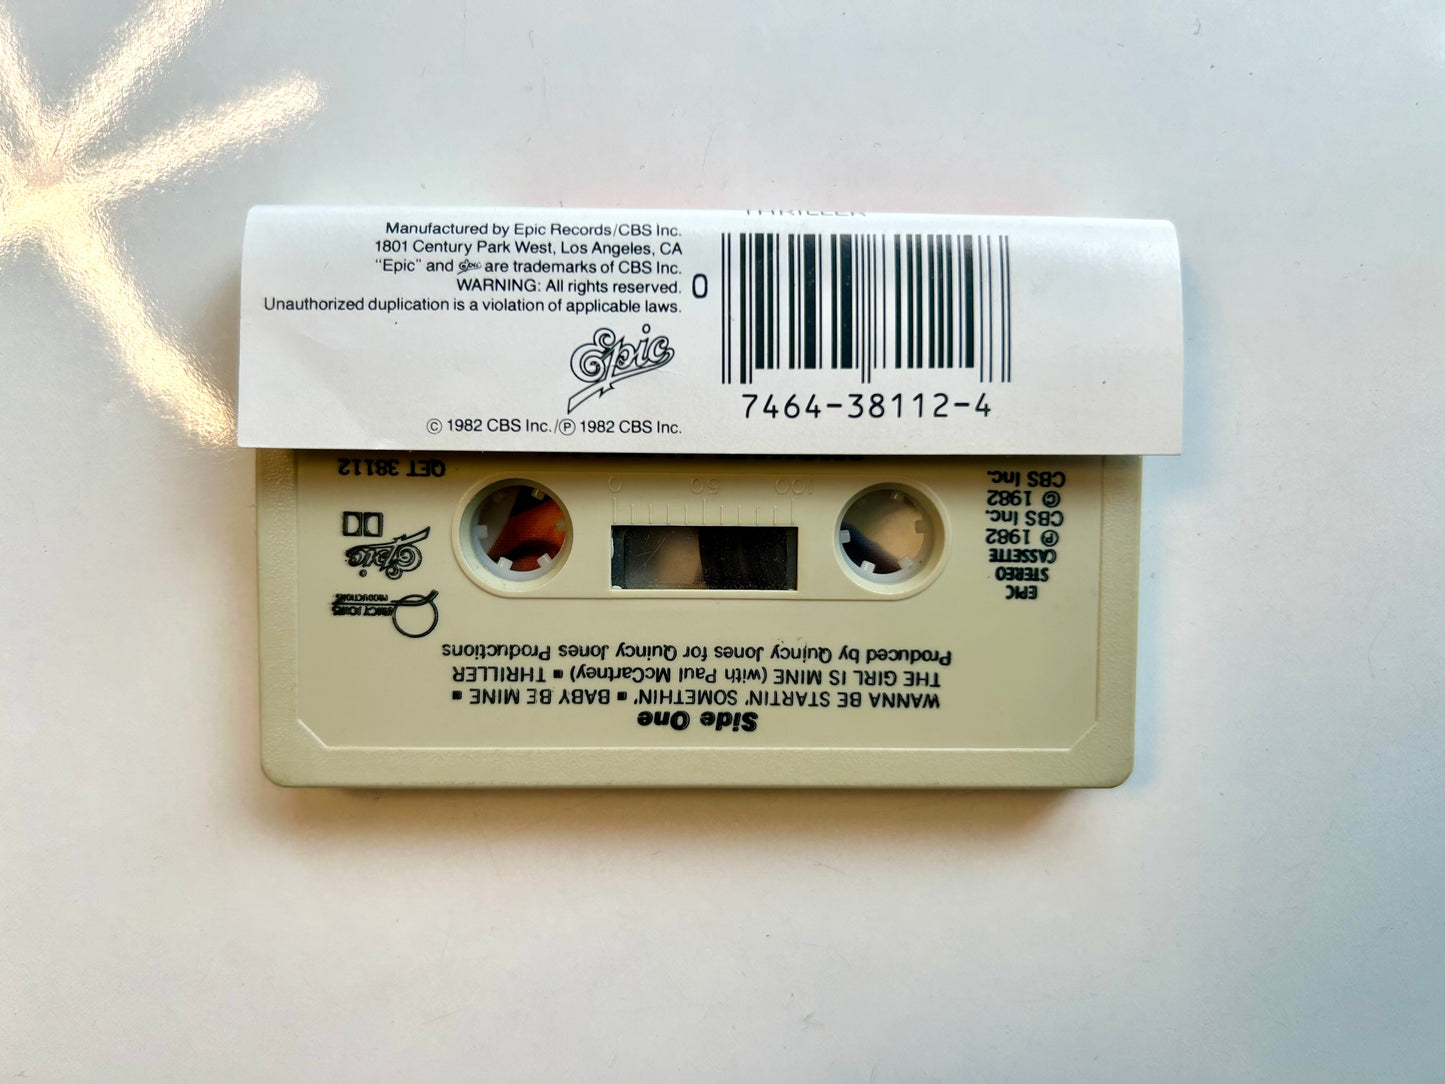 THRILLER
Manufactured by Epic Records/CBS Inc.
1801 Century Park West, Los Angeles, CA
"Epic" and Epic are trademarks of CBS Inc.
WARNING: All rights reserved.
Unauthorized duplication is a violation of applicable laws.
Epic
© 1982 CBS Inc./℗ 1982 CBS Inc.
0
7464-38112-4
Side One
WANNA BE STARTIN' SOMETHIN' ▪ BABY BE MINE ▪
THE GIRL IS MINE (with Paul McCartney) ▪ THRILLER
Produced by Quincy Jones for Quincy Jones Productions
EPIC
STEREO
CASSETTE
℗ 1982
CBS Inc.
© 1982
CBS Inc.
0 50 100
QUINCY JONES
PRODUCTIONS
Epic
QET 38112